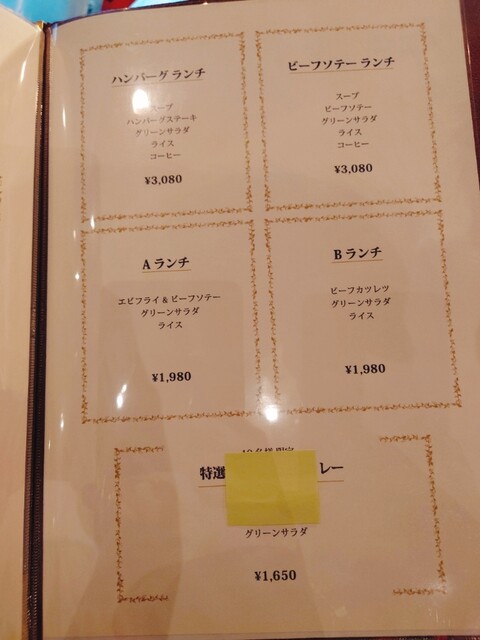 ハンバーグ ランチ
スープ
ハンバーグステーキ
グリーンサラダ
ライス
コーヒー
¥3,080
ビーフソテー ランチ
スープ
ビーフソテー
グリーンサラダ
ライス
コーヒー
¥3,080
A ランチ
エビフライ & ビーフソテー
グリーンサラダ
ライス
¥1,980
B ランチ
ビーフカツレツ
グリーンサラダ
ライス
¥1,980
特選 レー
グリーンサラダ
¥1,650